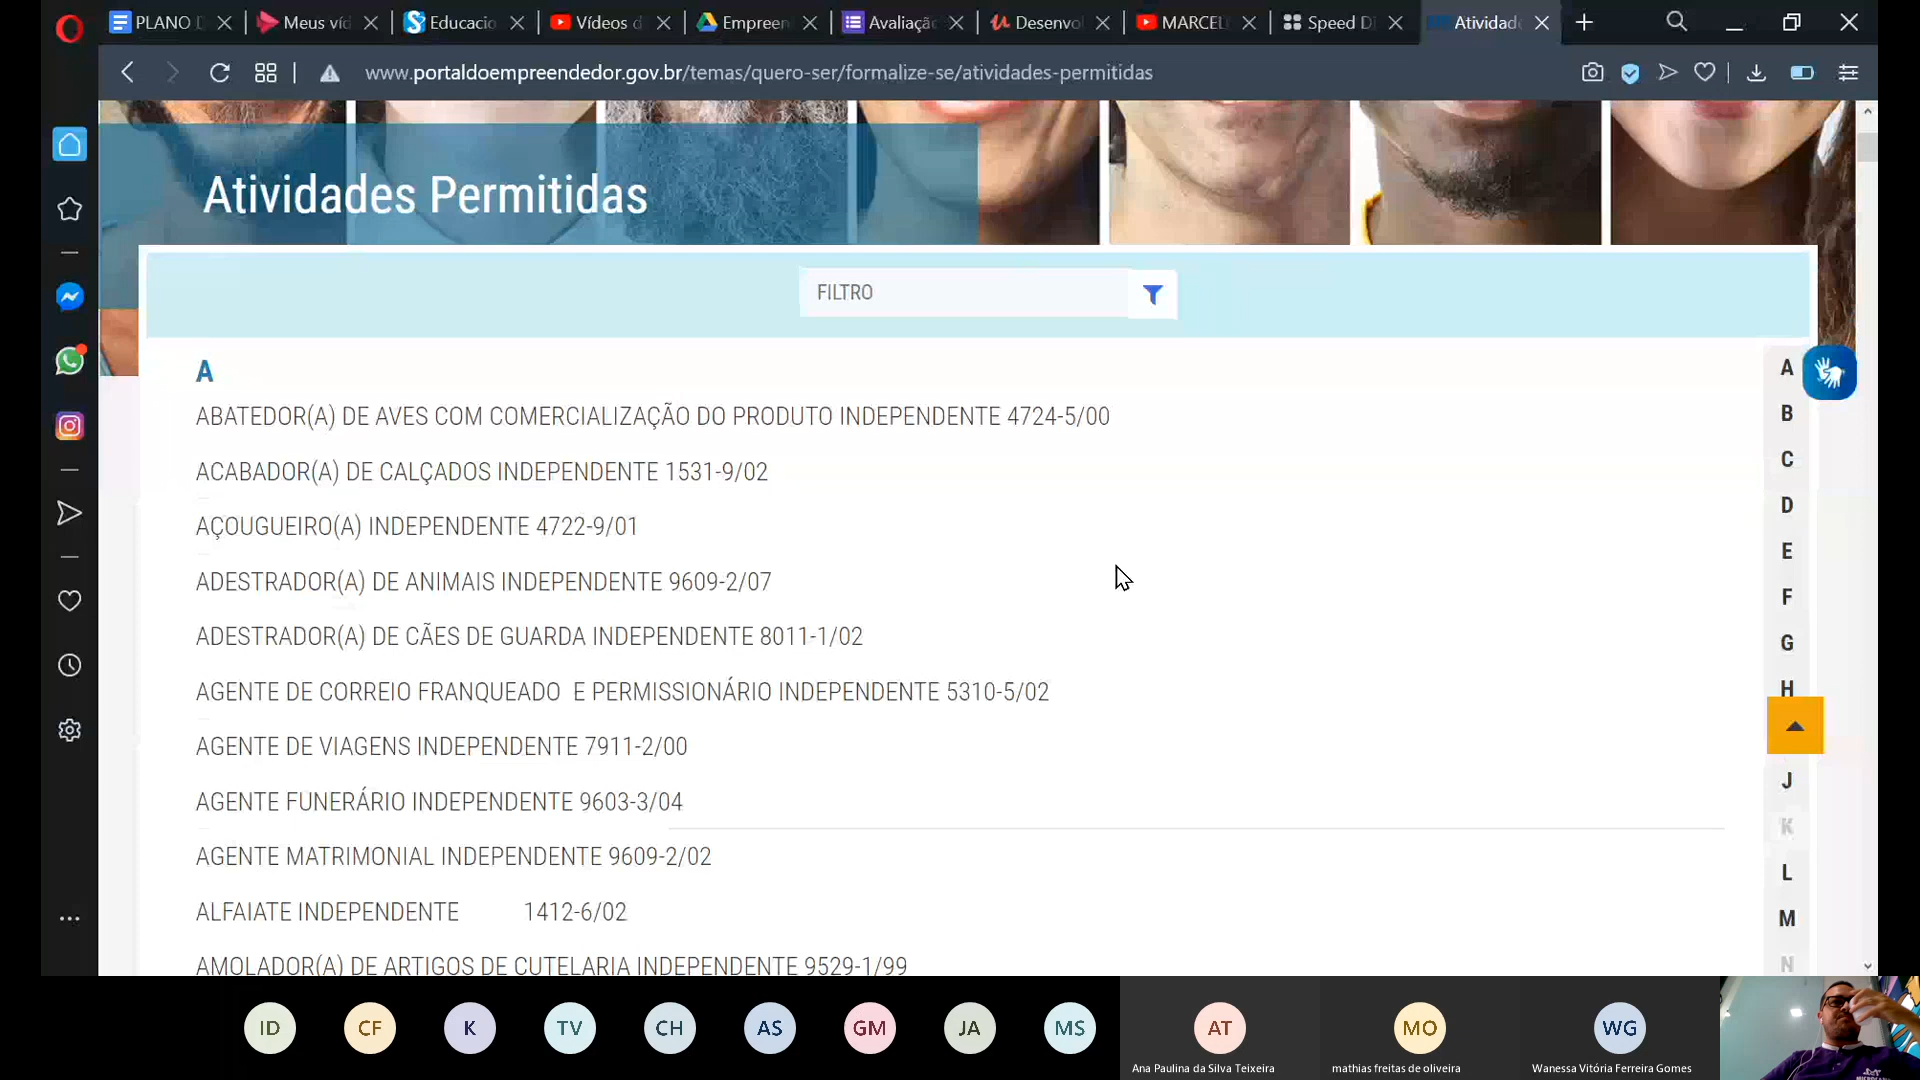 PLANO D
Meus víd
Educacio
Vídeos d
Empreen
Avaliaçã
Desenvol
MARCEL
Speed D
Atividad
www.portaldoempreendedor.gov.br/temas/quero-ser/formalize-se/atividades-permitidas
Atividades Permitidas
FILTRO
A
ABATEDOR(A) DE AVES COM COMERCIALIZAÇÃO DO PRODUTO INDEPENDENTE 4724-5/00
ACABADOR(A) DE CALÇADOS INDEPENDENTE 1531-9/02
AÇOUGUEIRO(A) INDEPENDENTE 4722-9/01
ADESTRADOR(A) DE ANIMAIS INDEPENDENTE 9609-2/07
ADESTRADOR(A) DE CÃES DE GUARDA INDEPENDENTE 8011-1/02
AGENTE DE CORREIO FRANQUEADO  E PERMISSIONÁRIO INDEPENDENTE 5310-5/02
AGENTE DE VIAGENS INDEPENDENTE 7911-2/00
AGENTE FUNERÁRIO INDEPENDENTE 9603-3/04
AGENTE MATRIMONIAL INDEPENDENTE 9609-2/02
ALFAIATE INDEPENDENTE 1412-6/02
AMOLADOR(A) DE ARTIGOS DE CUTELARIA INDEPENDENTE 9529-1/99
A
B
C
D
E
F
G
H
J
K
L
M
N
ID
CF
K
TV
CH
AS
GM
JA
MS
AT
MO
WG
Ana Paulina da Silva Teixeira
mathias freitas de oliveira
Wanessa Vitória Ferreira Gomes